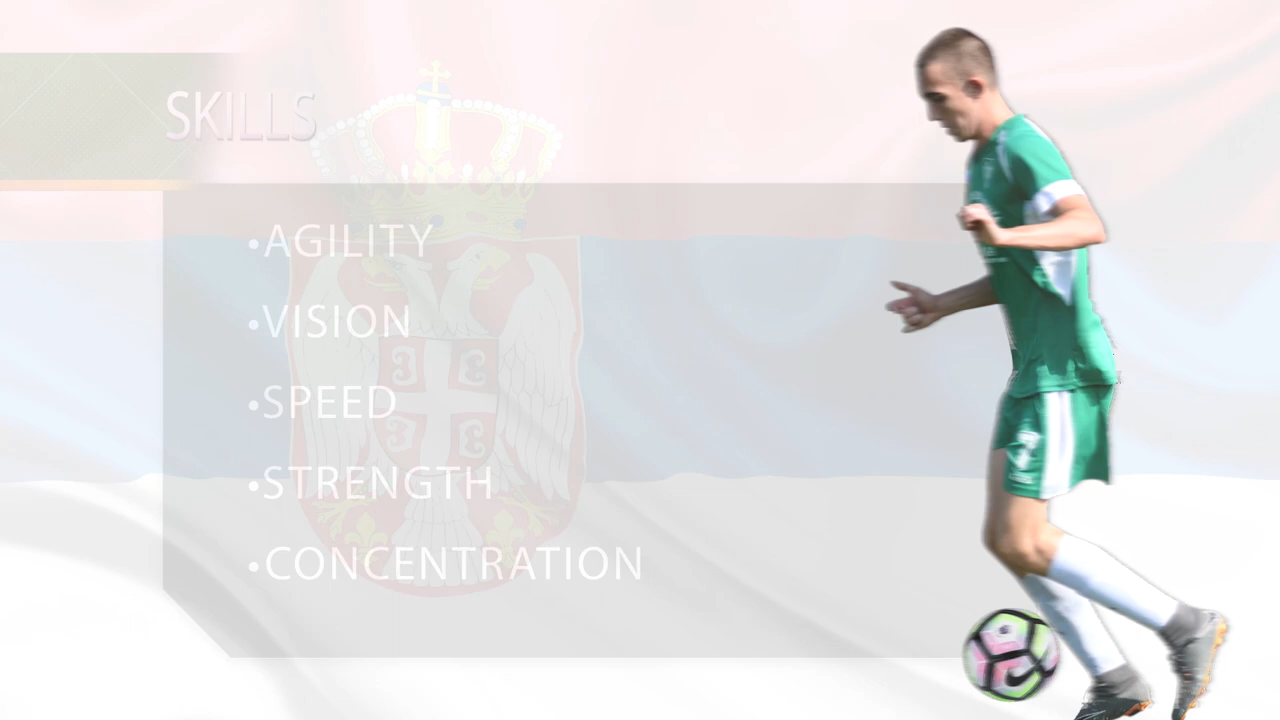 SKILLS
•AGILITY
•VISION
•SPEED
•STRENGTH
•CONCENTRATION